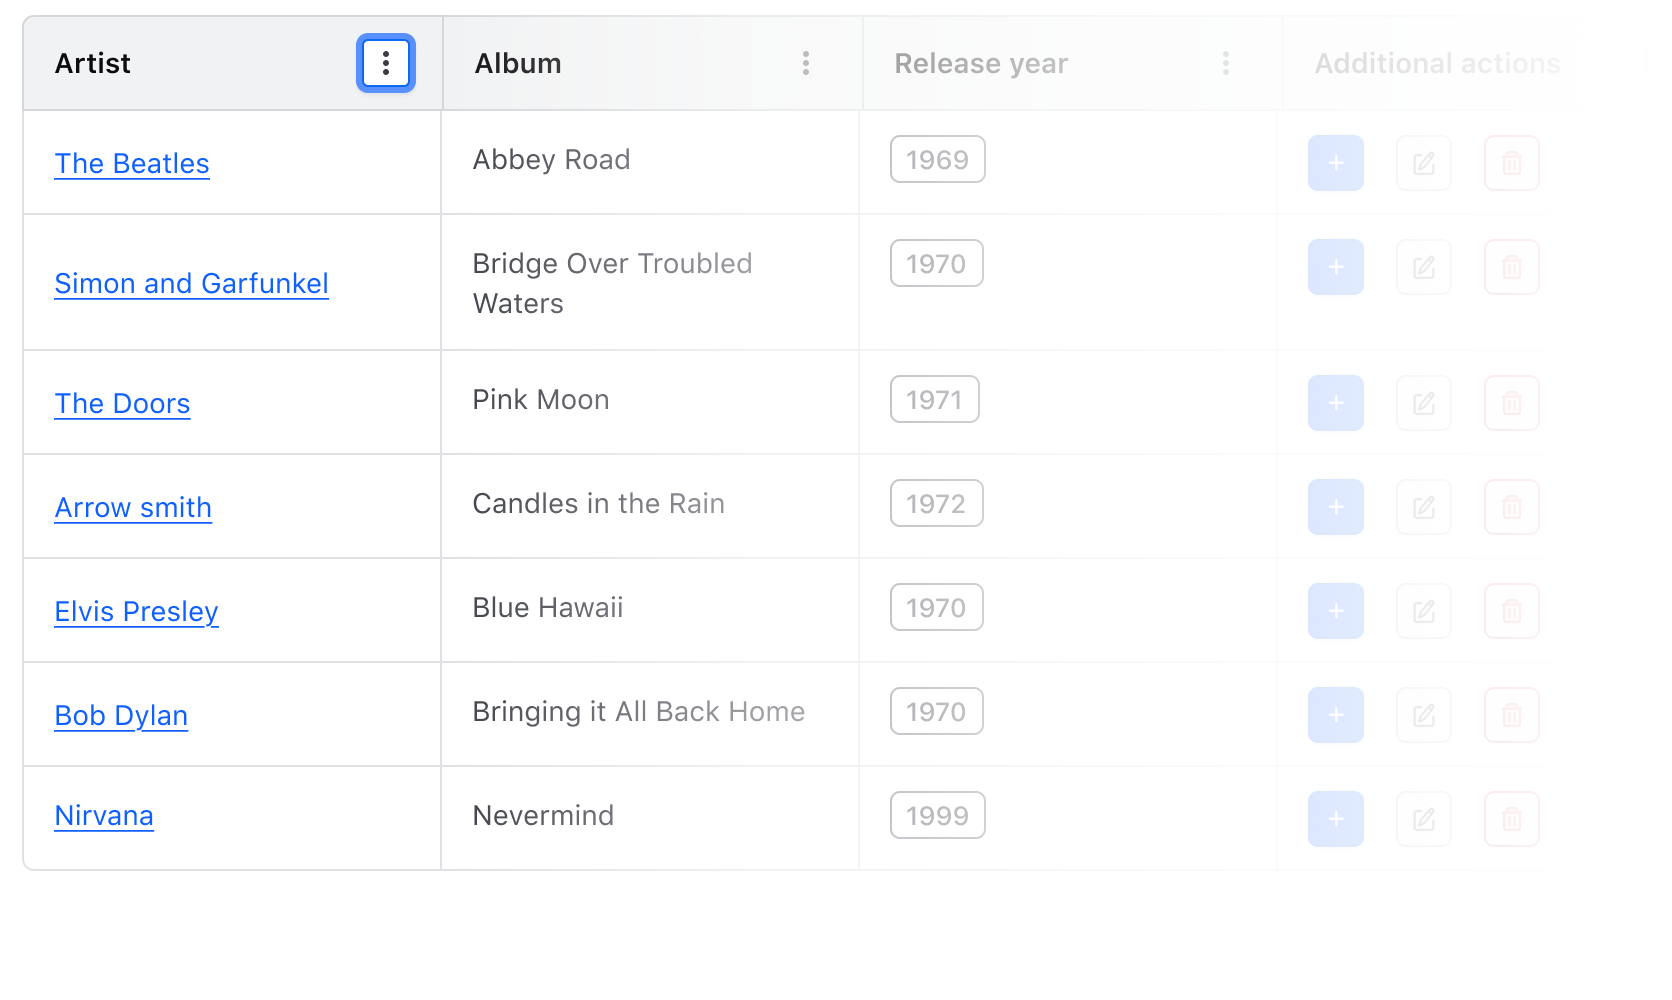 Artist Album Release year Additional actions
The Beatles Abbey Road 1969
Simon and Garfunkel Bridge Over Troubled Waters 1970
The Doors Pink Moon 1971
Arrow smith Candles in the Rain 1972
Elvis Presley Blue Hawaii 1970
Bob Dylan Bringing it All Back Home 1970
Nirvana Nevermind 1999